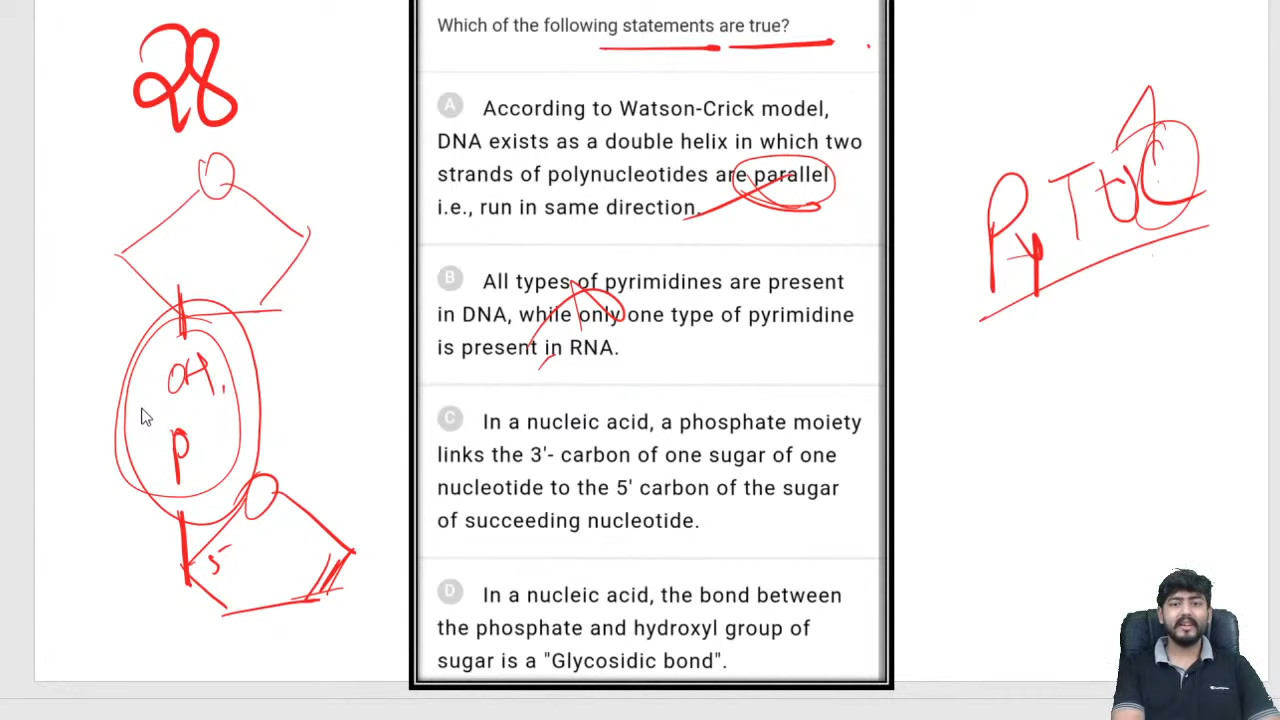 28
Which of the following statements are true?
A According to Watson-Crick model,
DNA exists as a double helix in which two
strands of polynucleotides are parallel
i.e., run in same direction.
B All types of pyrimidines are present
in DNA, while only one type of pyrimidine
is present in RNA.
C In a nucleic acid, a phosphate moiety
links the 3'- carbon of one sugar of one
nucleotide to the 5' carbon of the sugar
of succeeding nucleotide.
D In a nucleic acid, the bond between
the phosphate and hydroxyl group of
sugar is a "Glycosidic bond".
O
OH
P
O
5'
Py T U C